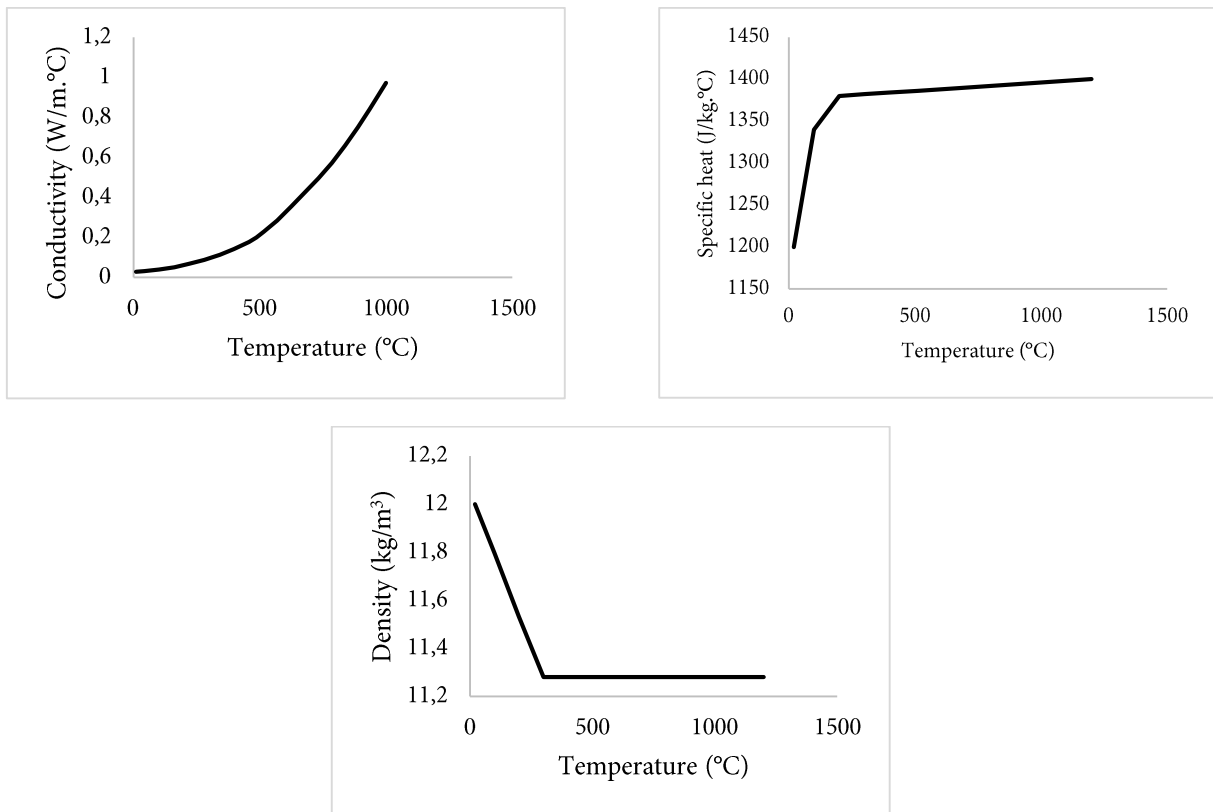 Conductivity (W/m.°C)
1,2
1
0,8
0,6
0,4
0,2
0
0 500 1000 1500
Temperature (°C)
Specific heat (J/kg.°C)
1450
1400
1350
1300
1250
1200
1150
0 500 1000 1500
Temperature (°C)
Density (kg/m³)
12,2
12
11,8
11,6
11,4
11,2
0 500 1000 1500
Temperature (°C)